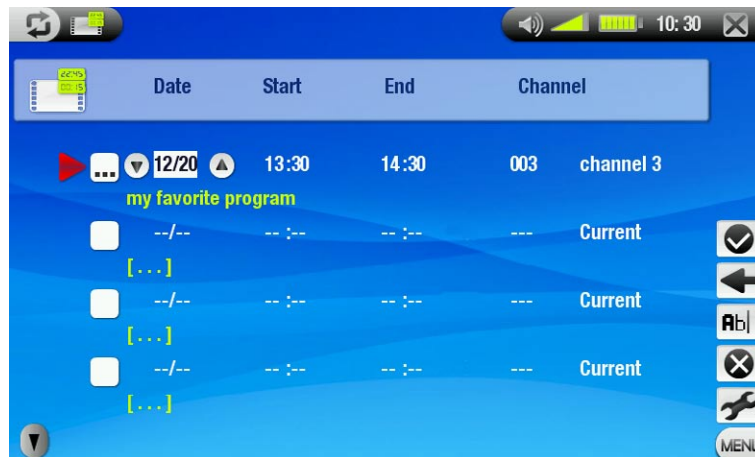 10:30
22:45
02:15
Date Start End Channel
... 12/20 13:30 14:30 003 channel 3
my favorite program
--/-- -- :-- -- :-- --- Current
[...]
--/-- -- :-- -- :-- --- Current
[...]
Ab|
--/-- -- :-- -- :-- --- Current
[...]
MENU